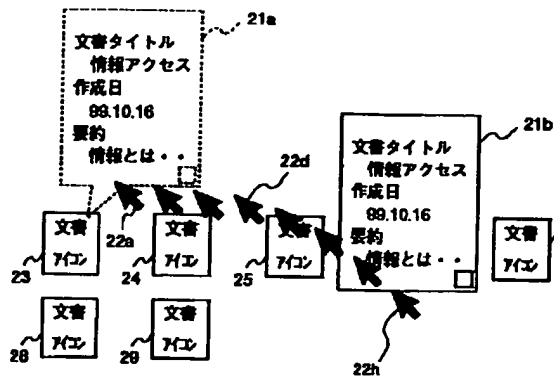 21a
文書タイトル
情報アクセス
作成日
99.10.16
要約
情報とは・・
21b
文書タイトル
情報アクセス
作成日
99.10.16
要約
情報とは・・
22d
22a
文書
アイコン
23
文書
アイコン
24
文書
アイコン
25
文書
アイコン
文書
アイコン
28
文書
アイコン
29
22h